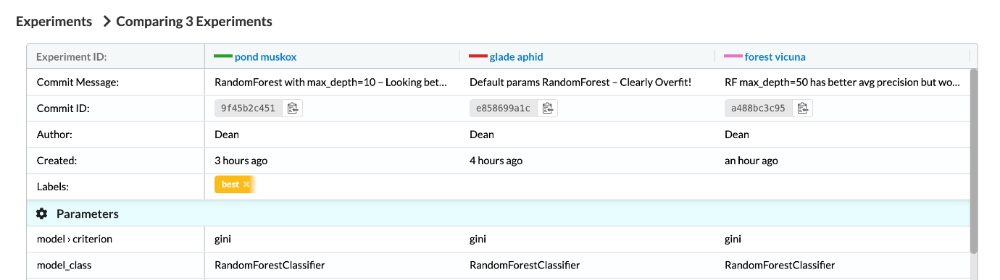 Experiments > Comparing 3 Experiments
Experiment ID: pond muskox glade aphid forest vicuna
Commit Message: RandomForest with max_depth=10 – Looking bet... Default params RandomForest – Clearly Overfit! RF max_depth=50 has better avg precision but wo...
Commit ID: 9f45b2c451 e858699a1c a488bc3c95
Author: Dean Dean Dean
Created: 3 hours ago 4 hours ago an hour ago
Labels: best ×
Parameters
model › criterion gini gini gini
model_class RandomForestClassifier RandomForestClassifier RandomForestClassifier